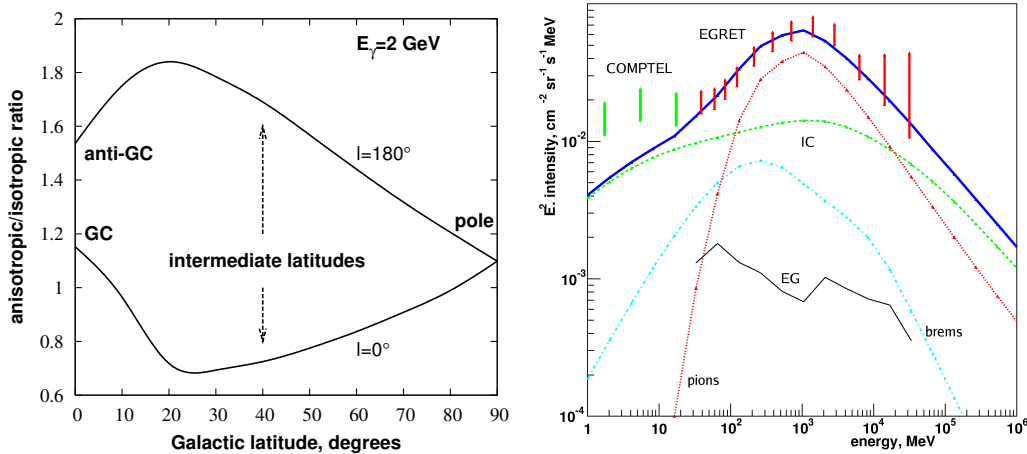 2
1.8
1.6
1.4
1.2
1
0.8
0.6
anisotropic/isotropic ratio
Eγ=2 GeV
anti-GC
l=180°
GC
pole
intermediate latitudes
l=0°
0 10 20 30 40 50 60 70 80 90
Galactic latitude, degrees
E². intensity, cm⁻² sr⁻¹ s⁻¹ MeV
10⁻²
10⁻³
10⁻⁴
EGRET
COMPTEL
IC
EG
brems
pions
1 10 10² 10³ 10⁴ 10⁵ 10⁶
energy, MeV